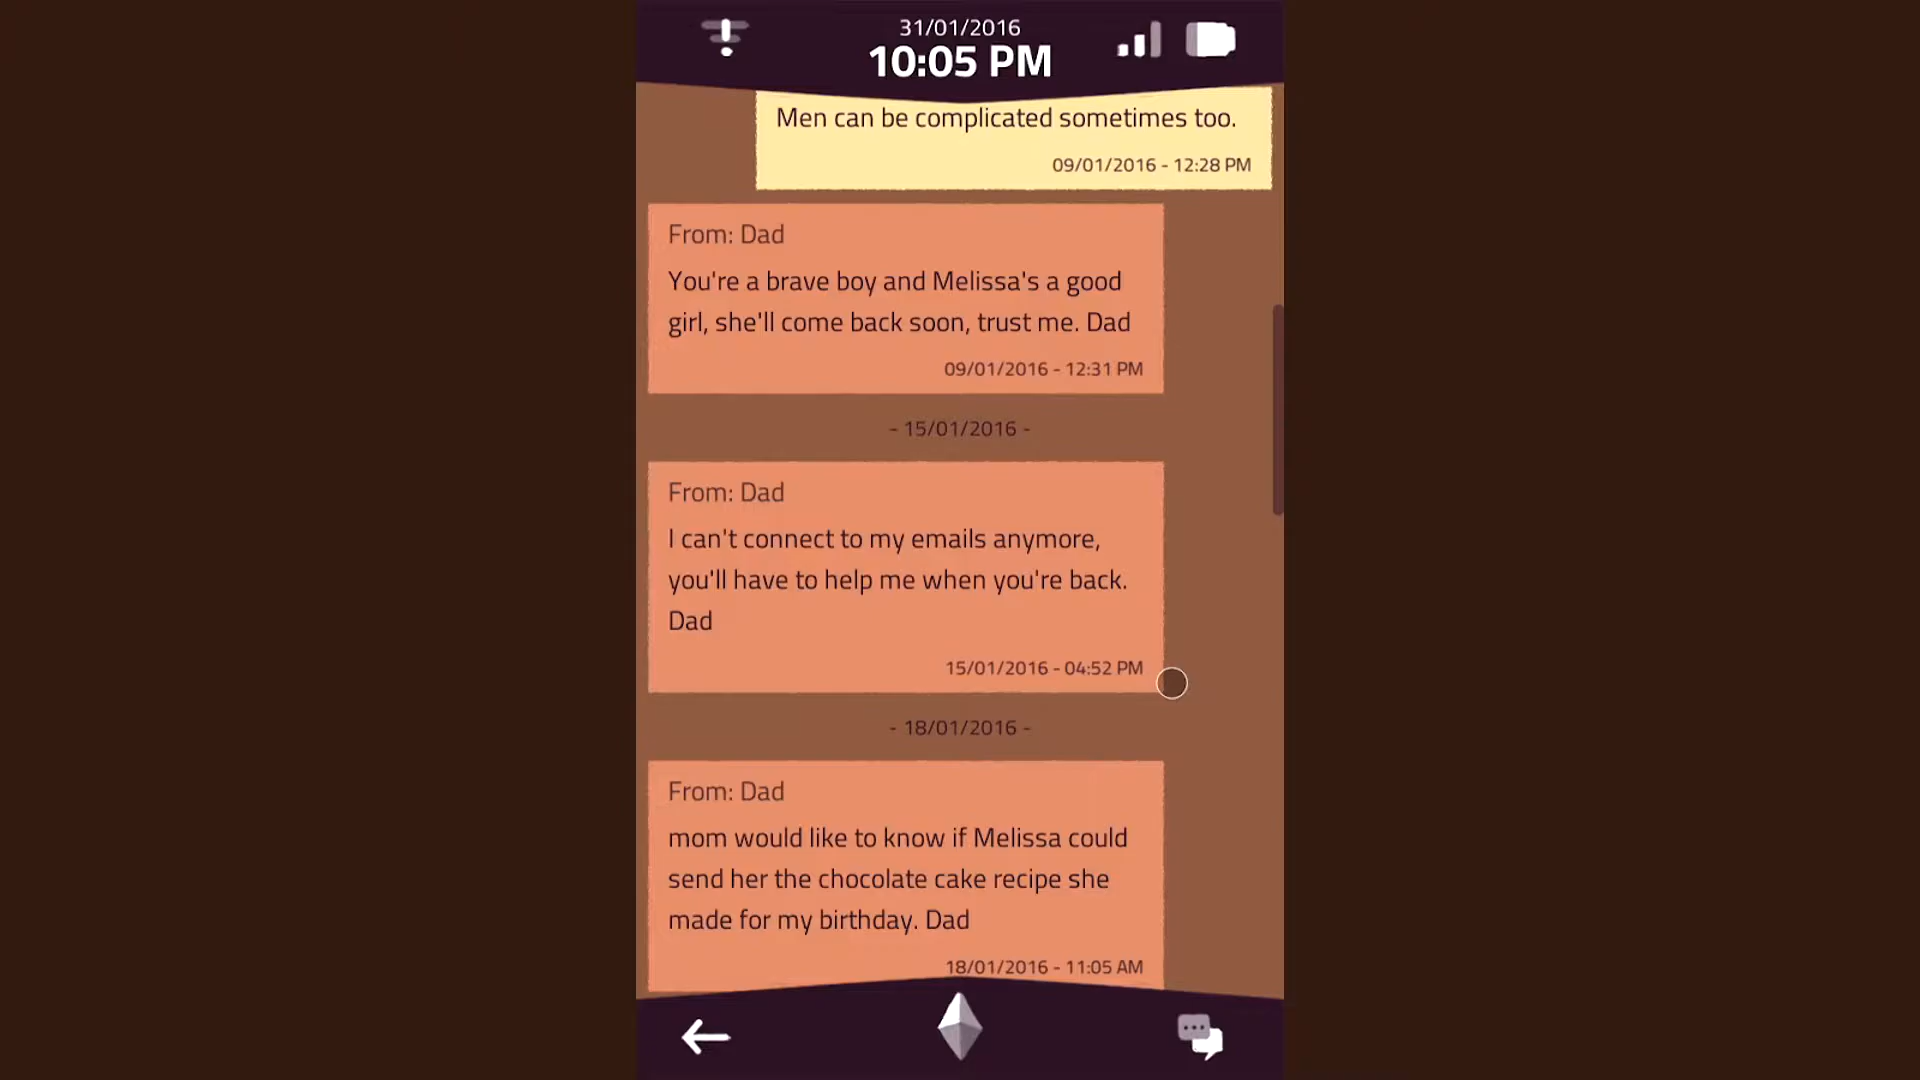 31/01/2016
10:05 PM
Men can be complicated sometimes too.
09/01/2016 - 12:28 PM
From: Dad
You're a brave boy and Melissa's a good
girl, she'll come back soon, trust me. Dad
09/01/2016 - 12:31 PM
- 15/01/2016 -
From: Dad
I can't connect to my emails anymore,
you'll have to help me when you're back.
Dad
15/01/2016 - 04:52 PM
- 18/01/2016 -
From: Dad
mom would like to know if Melissa could
send her the chocolate cake recipe she
made for my birthday. Dad
18/01/2016 - 11:05 AM